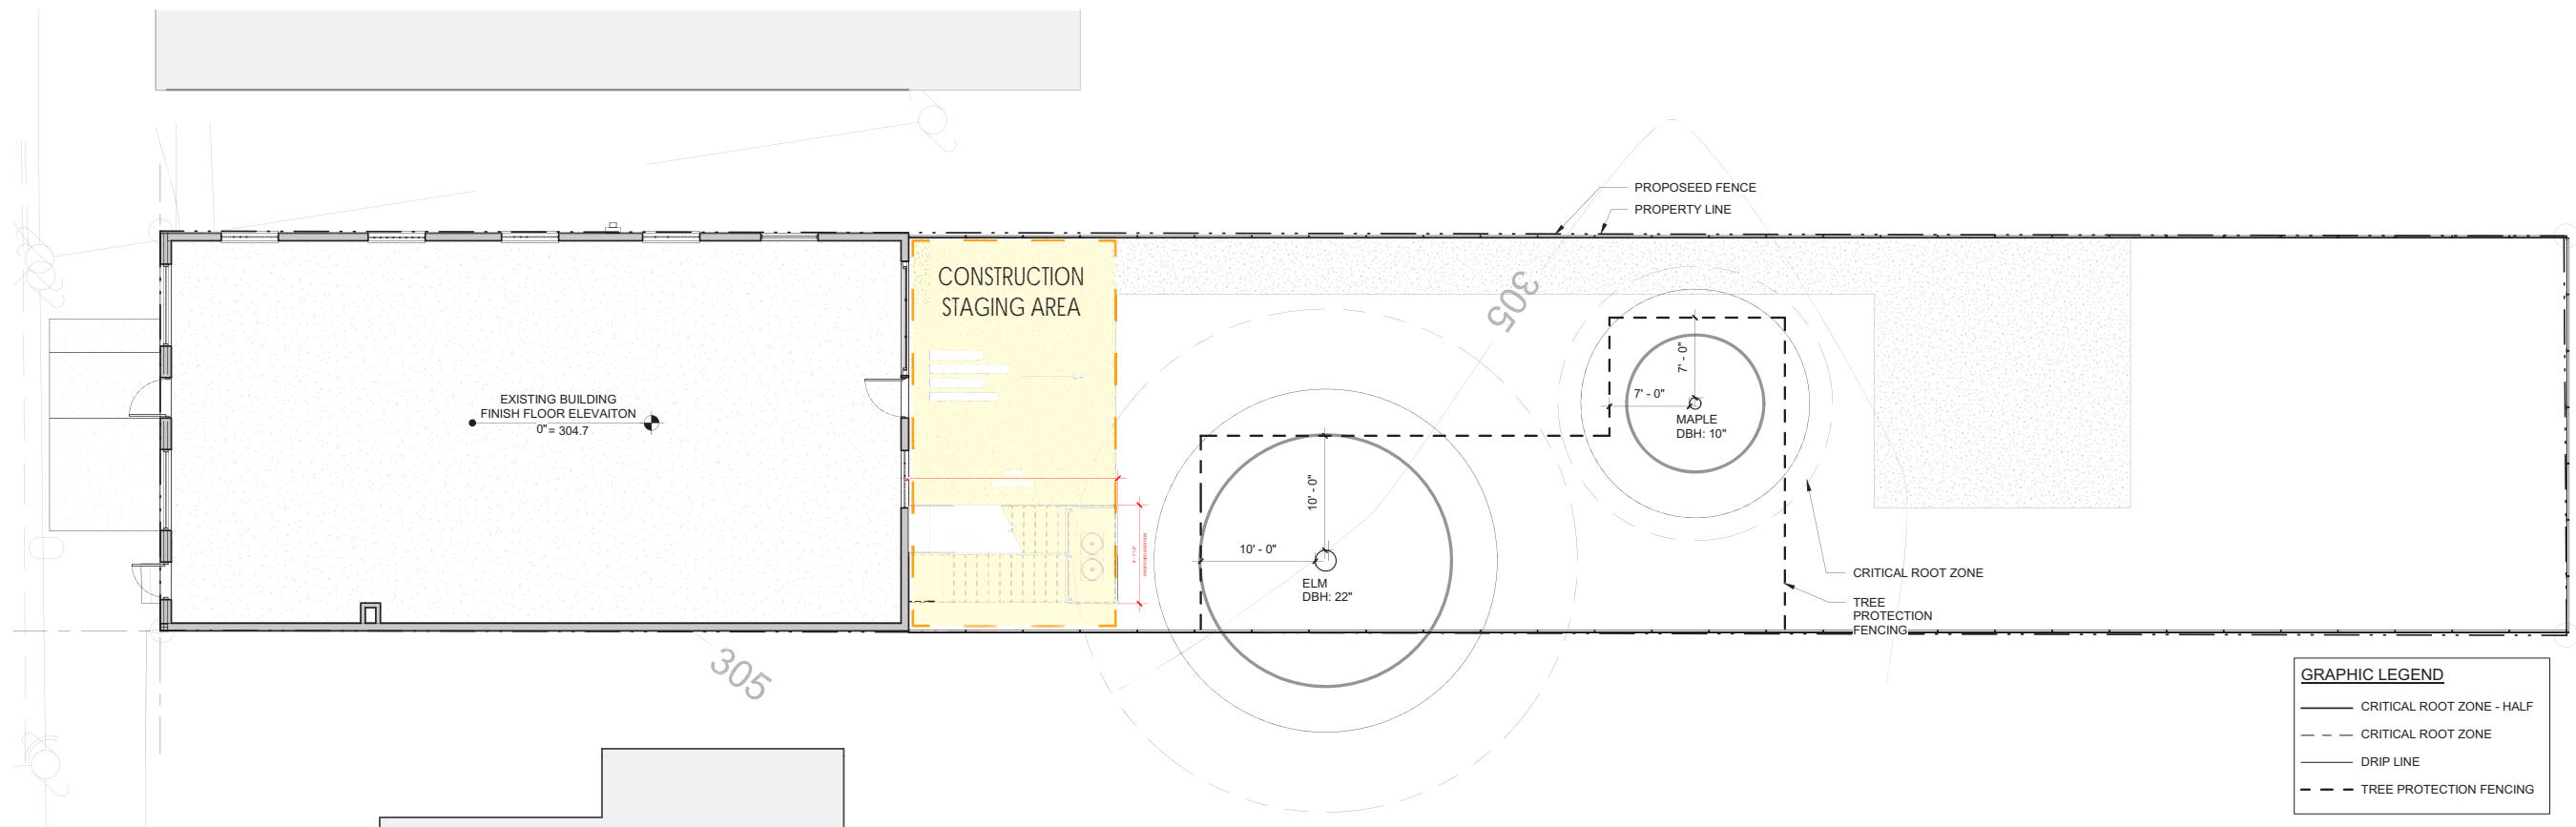 PROPOSEED FENCE
PROPERTY LINE
CONSTRUCTION
STAGING AREA
305
EXISTING BUILDING
FINISH FLOOR ELEVAITON
0" = 304.7
7' - 0"
7' - 0"
MAPLE
DBH: 10"
10' - 0"
10' - 0"
ELM
DBH: 22"
CRITICAL ROOT ZONE
TREE
PROTECTION
FENCING
305
GRAPHIC LEGEND
CRITICAL ROOT ZONE - HALF
CRITICAL ROOT ZONE
DRIP LINE
TREE PROTECTION FENCING